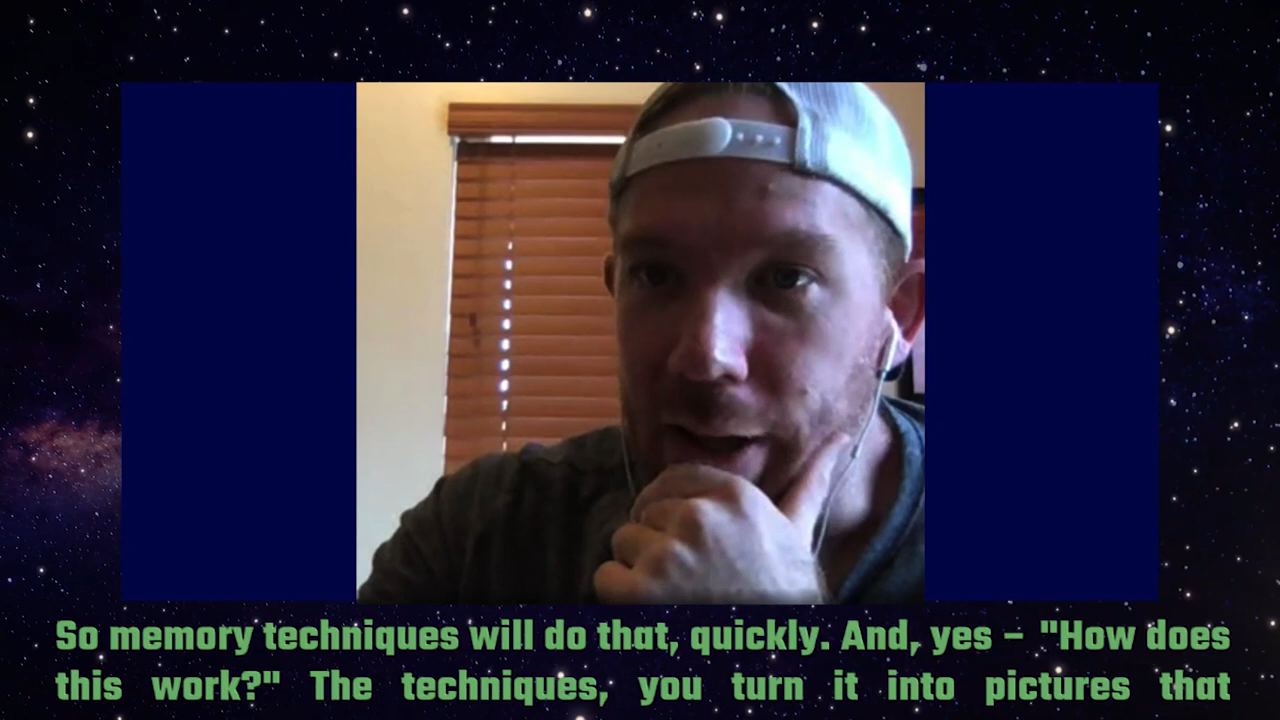 So memory techniques will do that, quickly. And, yes – "How does
this work?" The techniques, you turn it into pictures that